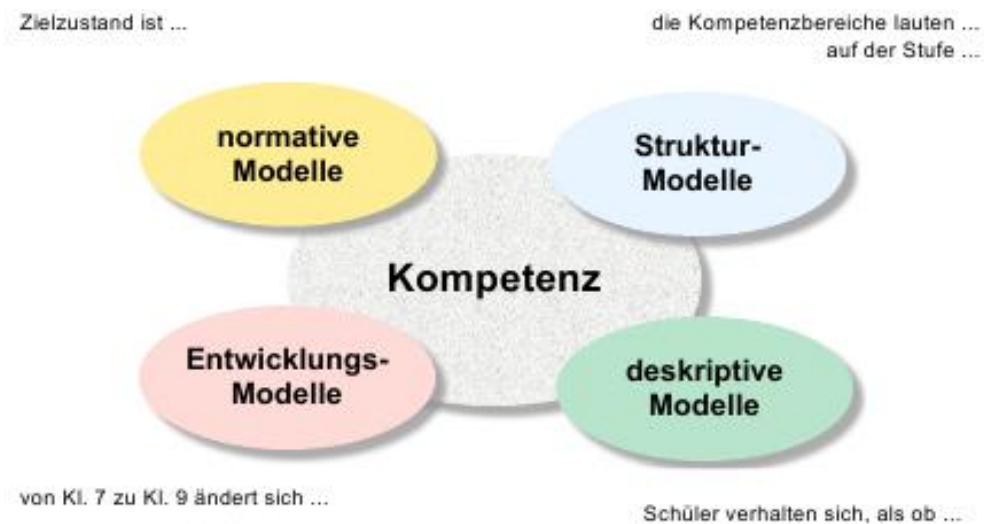 Zielzustand ist ...
die Kompetenzbereiche lauten ...
auf der Stufe ...
normative
Modelle
Struktur-
Modelle
Kompetenz
Entwicklungs-
Modelle
deskriptive
Modelle
von Kl. 7 zu Kl. 9 ändert sich ...
Schüler verhalten sich, als ob ...